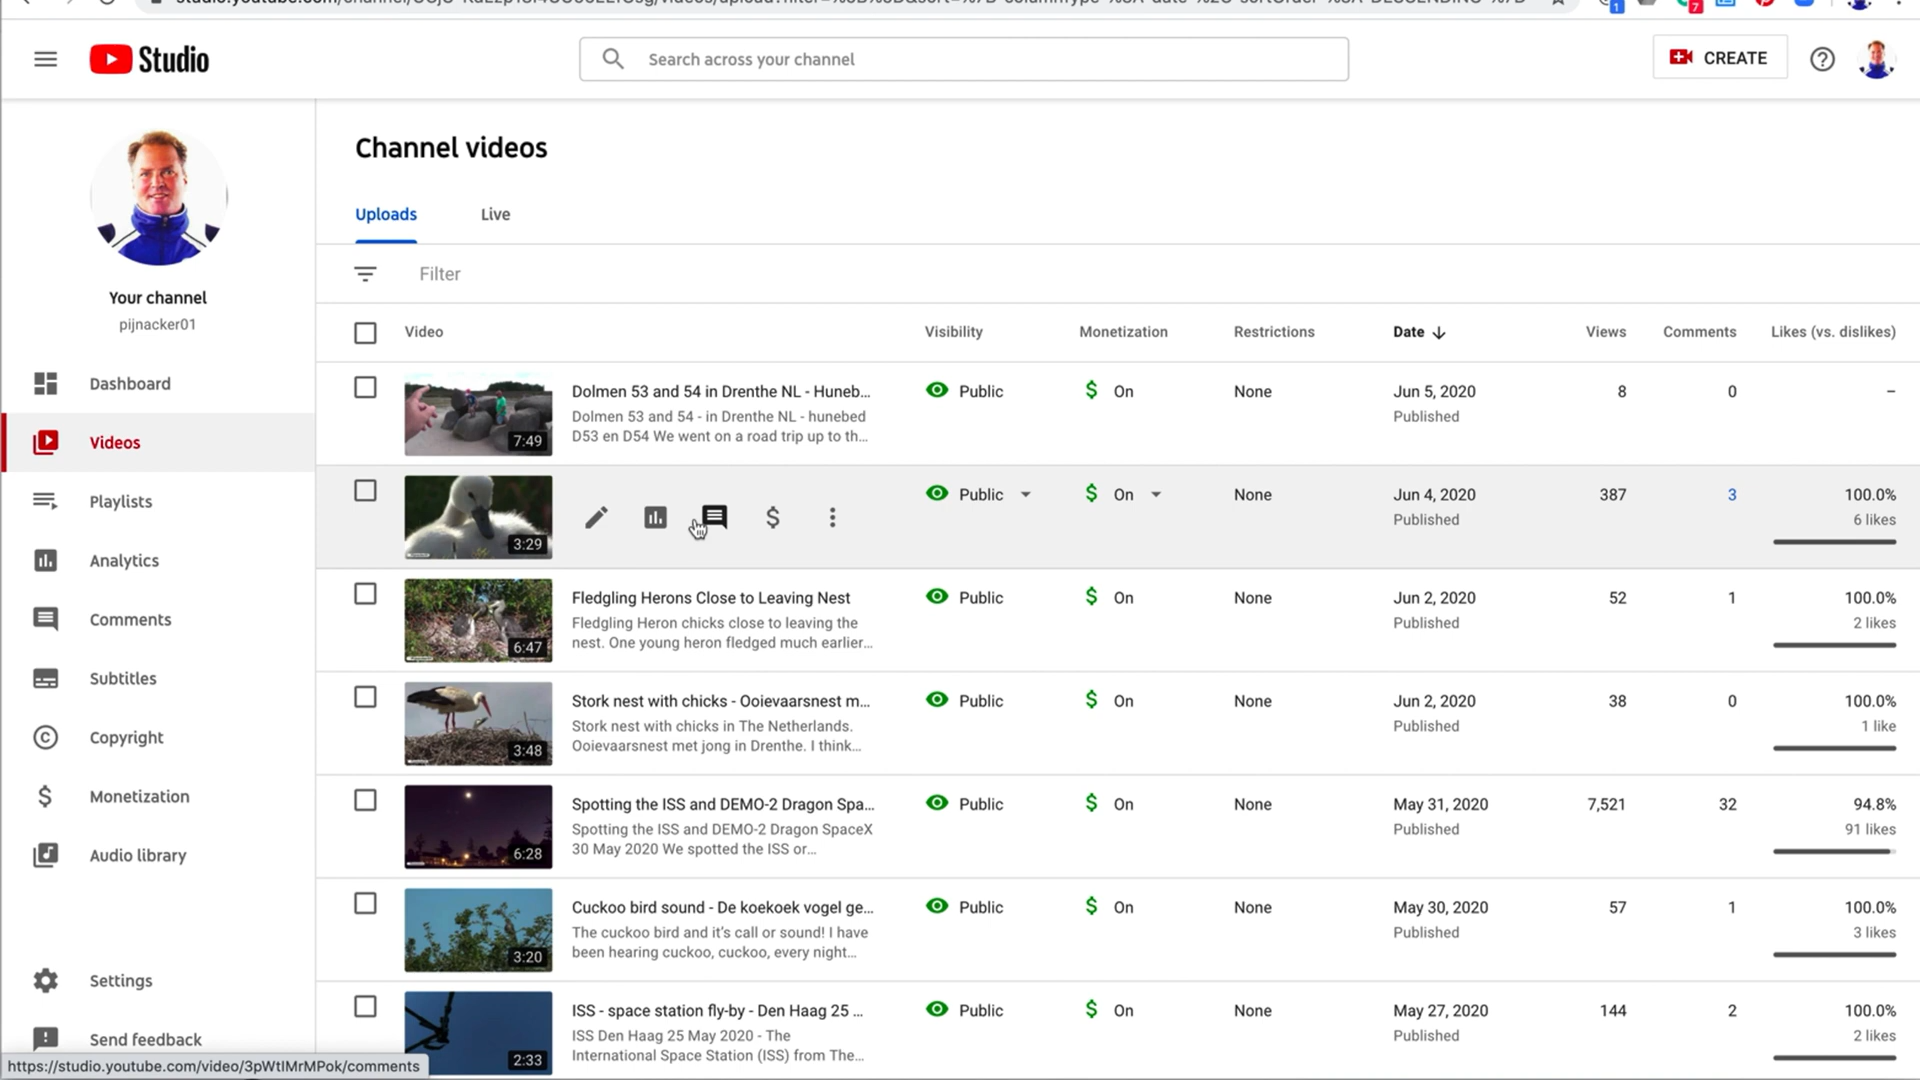 Studio
Search across your channel
CREATE
1
7
Your channel
pijnacker01
Dashboard
Videos
Playlists
Analytics
Comments
Subtitles
Copyright
Monetization
Audio library
Settings
Send feedback
https://studio.youtube.com/video/3pWtIMrMPok/comments
Channel videos
Uploads
Live
Filter
Video
Visibility
Monetization
Restrictions
Date
Views
Comments
Likes (vs. dislikes)
7:49
Dolmen 53 and 54 in Drenthe NL - Huneb...
Dolmen 53 and 54 - in Drenthe NL - hunebed
D53 en D54 We went on a road trip up to th...
Public
On
None
Jun 5, 2020
Published
8
0
–
3:29
Public
On
None
Jun 4, 2020
Published
387
3
100.0%
6 likes
6:47
Fledgling Herons Close to Leaving Nest
Fledgling Heron chicks close to leaving the
nest. One young heron fledged much earlier...
Public
On
None
Jun 2, 2020
Published
52
1
100.0%
2 likes
3:48
Stork nest with chicks - Ooievaarsnest m...
Stork nest with chicks in The Netherlands.
Ooievaarsnest met jong in Drenthe. I think...
Public
On
None
Jun 2, 2020
Published
38
0
100.0%
1 like
6:28
Spotting the ISS and DEMO-2 Dragon Spa...
Spotting the ISS and DEMO-2 Dragon SpaceX
30 May 2020 We spotted the ISS or...
Public
On
None
May 31, 2020
Published
7,521
32
94.8%
91 likes
3:20
Cuckoo bird sound - De koekoek vogel ge...
The cuckoo bird and it's call or sound! I have
been hearing cuckoo, cuckoo, every night...
Public
On
None
May 30, 2020
Published
57
1
100.0%
3 likes
2:33
ISS - space station fly-by - Den Haag 25 ...
ISS Den Haag 25 May 2020 - The
International Space Station (ISS) from The...
Public
On
None
May 27, 2020
Published
144
2
100.0%
2 likes